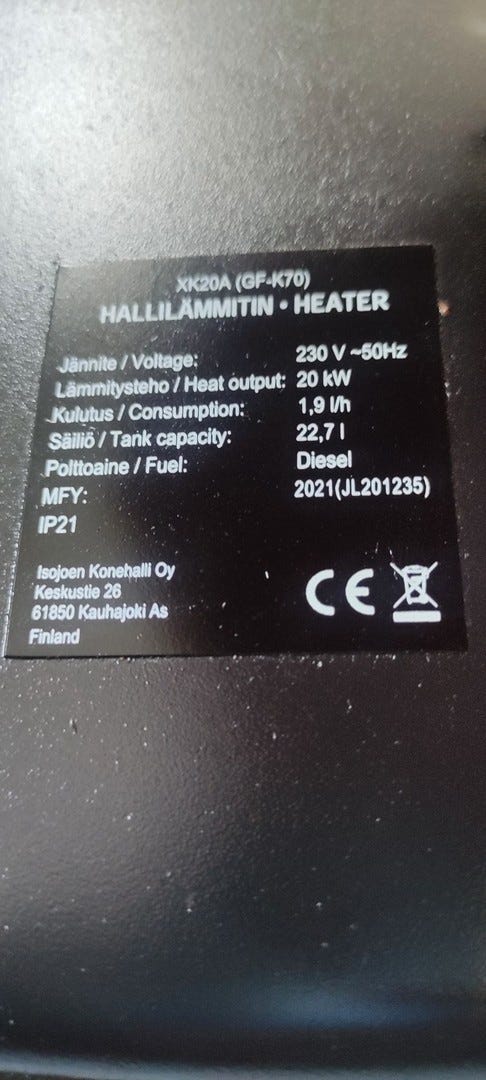 XK20A (GF-K70)
HALLILÄMMITIN • HEATER
Jännite / Voltage: 230 V ~50Hz
Lämmitysteho / Heat output: 20 kW
Kulutus / Consumption: 1,9 l/h
Säiliö / Tank capacity: 22,7 l
Polttoaine / Fuel: Diesel
MFY: 2021(JL201235)
IP21
Isojoen Konehalli Oy
Keskustie 26
61850 Kauhajoki As
Finland
CE